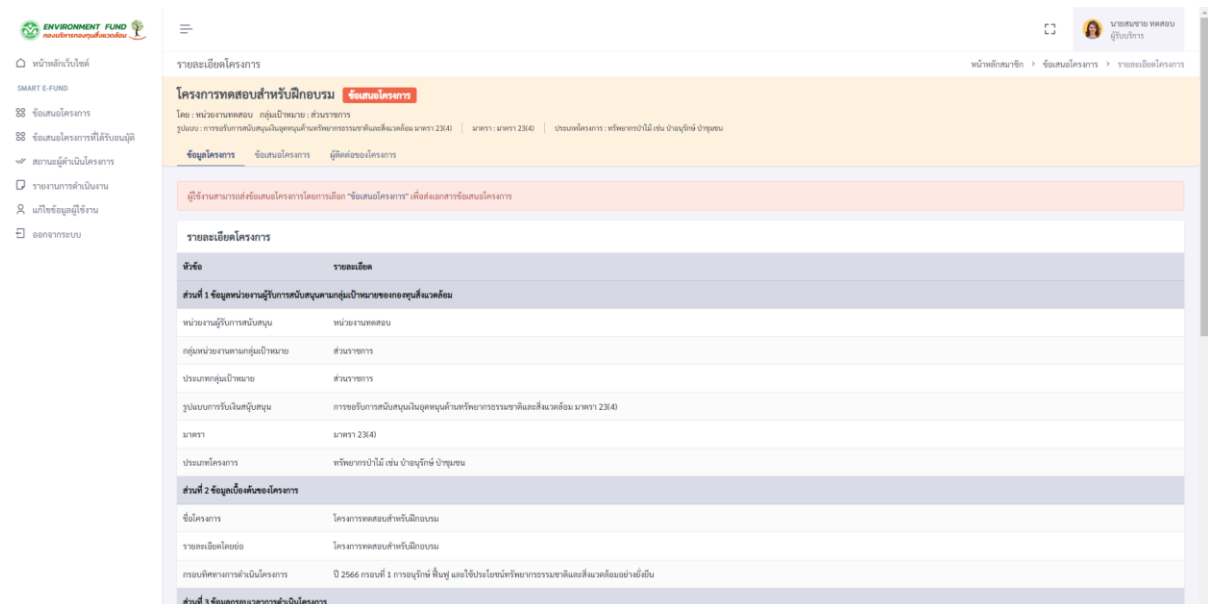 ENVIRONMENT FUND
กองบริหารกองทุนสิ่งแวดล้อม
นายสมชาย ทดสอบ
ผู้รับบริการ
หน้าหลักเว็บไซต์
SMART E-FUND
ข้อเสนอโครงการ
ข้อเสนอโครงการที่ได้รับอนุมัติ
สถานะผู้ดำเนินโครงการ
รายงานการดำเนินงาน
แก้ไขข้อมูลผู้ใช้งาน
ออกจากระบบ
รายละเอียดโครงการ
หน้าหลักสมาชิก > ข้อเสนอโครงการ > รายละเอียดโครงการ
โครงการทดสอบสำหรับฝึกอบรม ข้อเสนอโครงการ
โดย : หน่วยงานทดสอบ กลุ่มเป้าหมาย : ส่วนราชการ
รูปแบบ : การขอรับการสนับสนุนเงินอุดหนุนด้านทรัพยากรธรรมชาติและสิ่งแวดล้อม มาตรา 23(4) | มาตรา : มาตรา 23(4) | ประเภทโครงการ : ทรัพยากรป่าไม้ เช่น ป่าอนุรักษ์ ป่าชุมชน
ข้อมูลโครงการ ข้อเสนอโครงการ ผู้ติดต่อของโครงการ
ผู้ใช้งานสามารถส่งข้อเสนอโครงการโดยการเลือก "ข้อเสนอโครงการ" เพื่อส่งเอกสารข้อเสนอโครงการ
รายละเอียดโครงการ
หัวข้อ รายละเอียด
ส่วนที่ 1 ข้อมูลหน่วยงานผู้รับการสนับสนุนตามกลุ่มเป้าหมายของกองทุนสิ่งแวดล้อม
หน่วยงานผู้รับการสนับสนุน หน่วยงานทดสอบ
กลุ่มหน่วยงานตามกลุ่มเป้าหมาย ส่วนราชการ
ประเภทกลุ่มเป้าหมาย ส่วนราชการ
รูปแบบการรับเงินสนับสนุน การขอรับการสนับสนุนเงินอุดหนุนด้านทรัพยากรธรรมชาติและสิ่งแวดล้อม มาตรา 23(4)
มาตรา มาตรา 23(4)
ประเภทโครงการ ทรัพยากรป่าไม้ เช่น ป่าอนุรักษ์ ป่าชุมชน
ส่วนที่ 2 ข้อมูลเบื้องต้นของโครงการ
ชื่อโครงการ โครงการทดสอบสำหรับฝึกอบรม
รายละเอียดโดยย่อ โครงการทดสอบสำหรับฝึกอบรม
กรอบทิศทางการดำเนินโครงการ ปี 2566 กรอบที่ 1 การอนุรักษ์ ฟื้นฟู และใช้ประโยชน์ทรัพยากรธรรมชาติและสิ่งแวดล้อมอย่างยั่งยืน
ส่วนที่ 3 ข้อมูลกรอบเวลาการดำเนินโครงการ